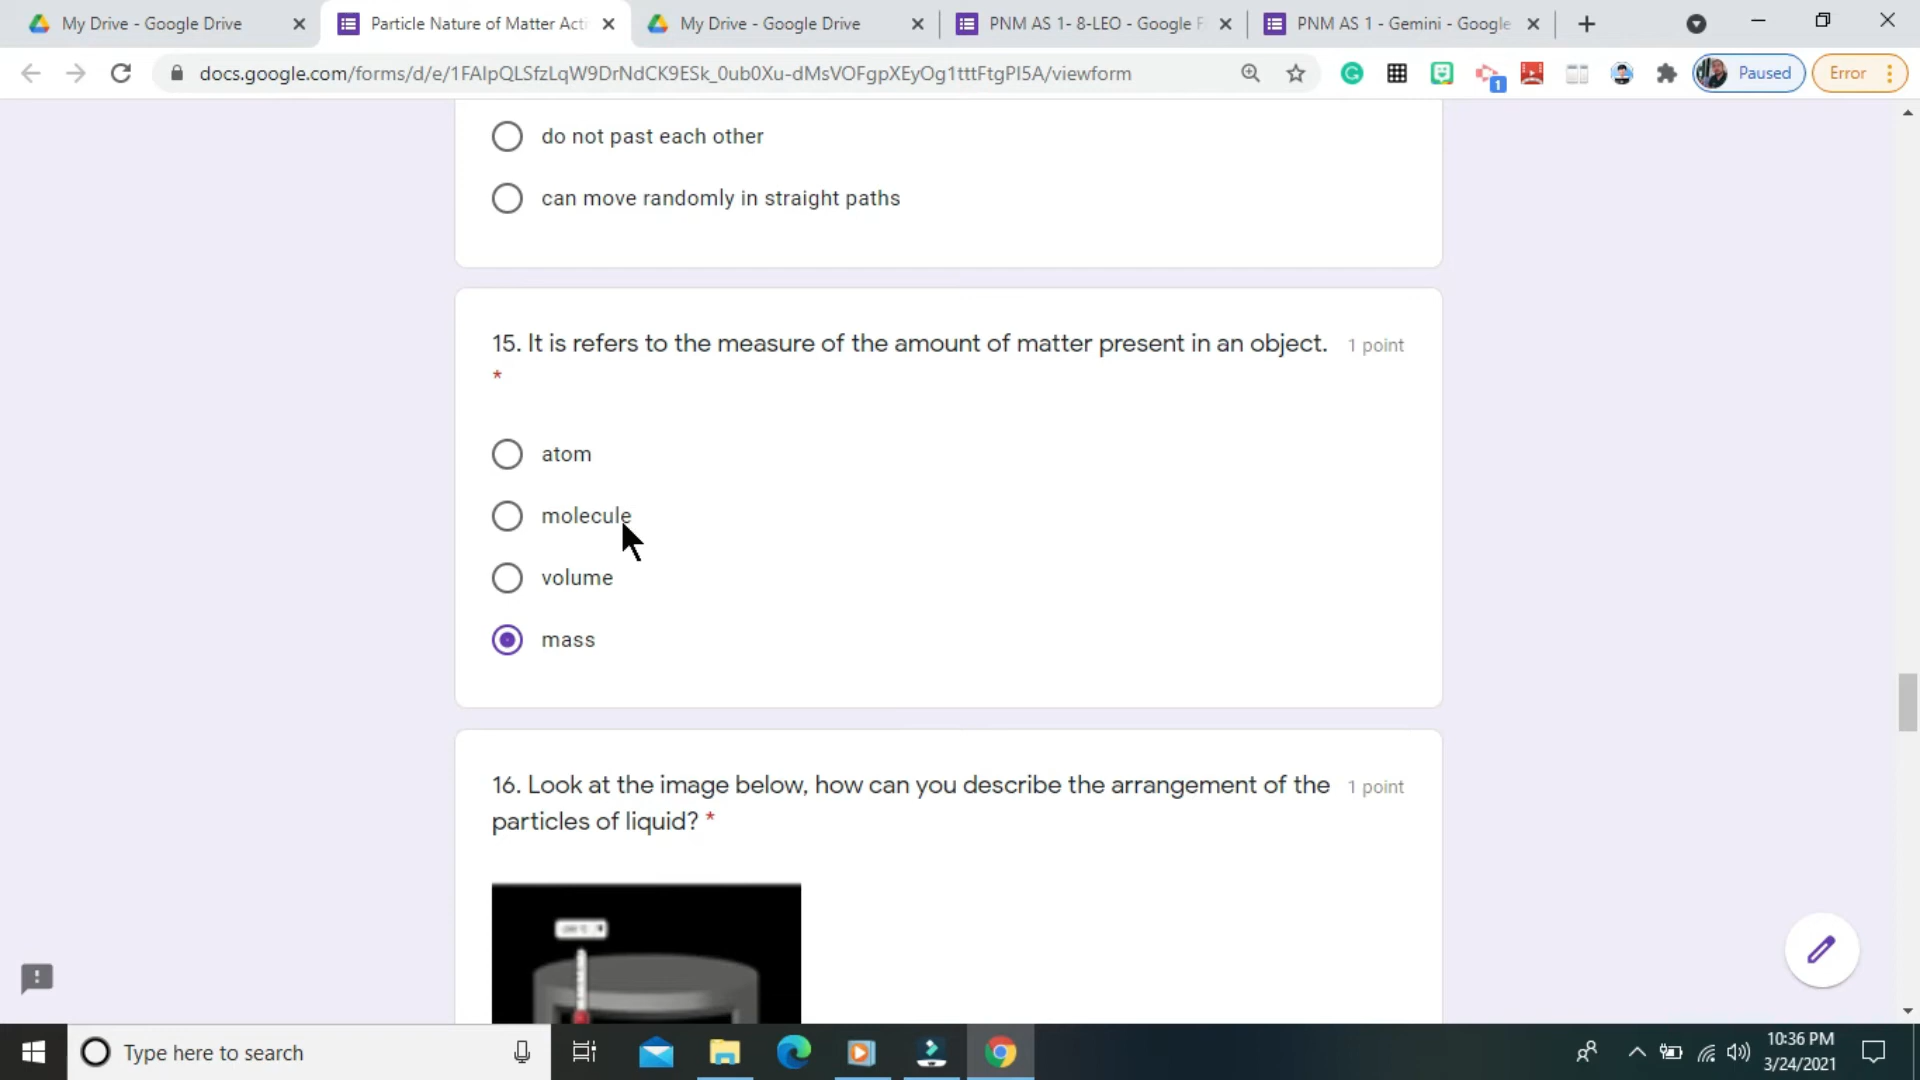 My Drive - Google Drive
Particle Nature of Matter Acti
My Drive - Google Drive
PNM AS 1- 8-LEO - Google F
PNM AS 1 - Gemini - Google
docs.google.com/forms/d/e/1FAIpQLSfzLqW9DrNdCK9ESk_0ub0Xu-dMsVOFgpXEyOg1tttFtgPI5A/viewform
1
Paused
Error
do not past each other
can move randomly in straight paths
15. It is refers to the measure of the amount of matter present in an object. 1 point
*
atom
molecule
volume
mass
16. Look at the image below, how can you describe the arrangement of the 1 point
particles of liquid? *
Type here to search
10:36 PM
3/24/2021